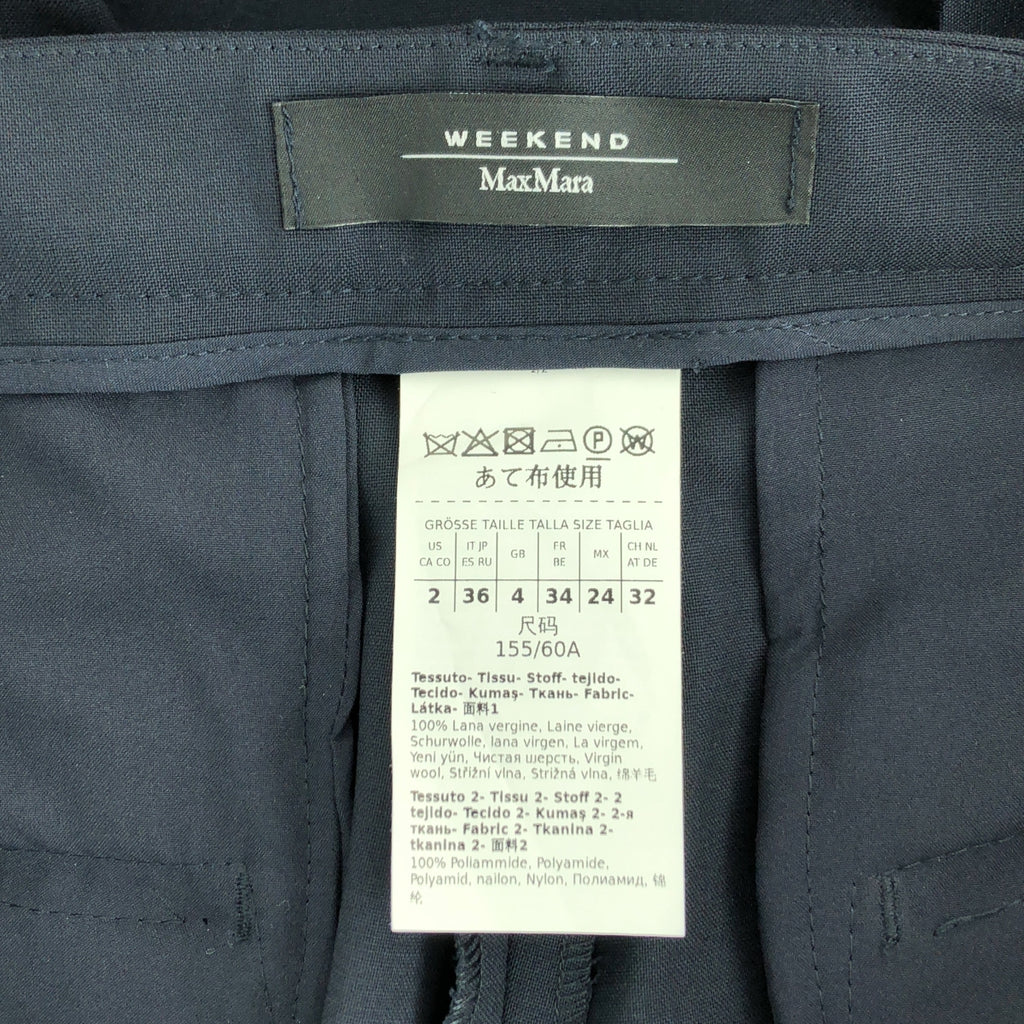 WEEKEND
MaxMara
P W
あて布使用
GRÖSSE TAILLE TALLA SIZE TAGLIA
US IT JP GB FR MX CH NL
CA CO ES RU BE AT DE
2 36 4 34 24 32
尺码
155/60A
Tessuto- Tissu- Stoff- tejido-
Tecido- Kumaş- Ткань- Fabric-
Látka- 面料1
100% Lana vergine, Laine vierge,
Schurwolle, lana virgen, La virgem,
Yeni yün, Чистая шерсть, Virgin
wool, Střižní vlna, Strižná vlna, 绵羊毛
Tessuto 2- Tissu 2- Stoff 2- 2
tejido- Tecido 2- Kumaş 2- 2-я
ткань- Fabric 2- Tkanina 2-
tkanina 2- 面料2
100% Poliammide, Polyamide,
Polyamid, nailon, Nylon, Полиамид, 锦
纶